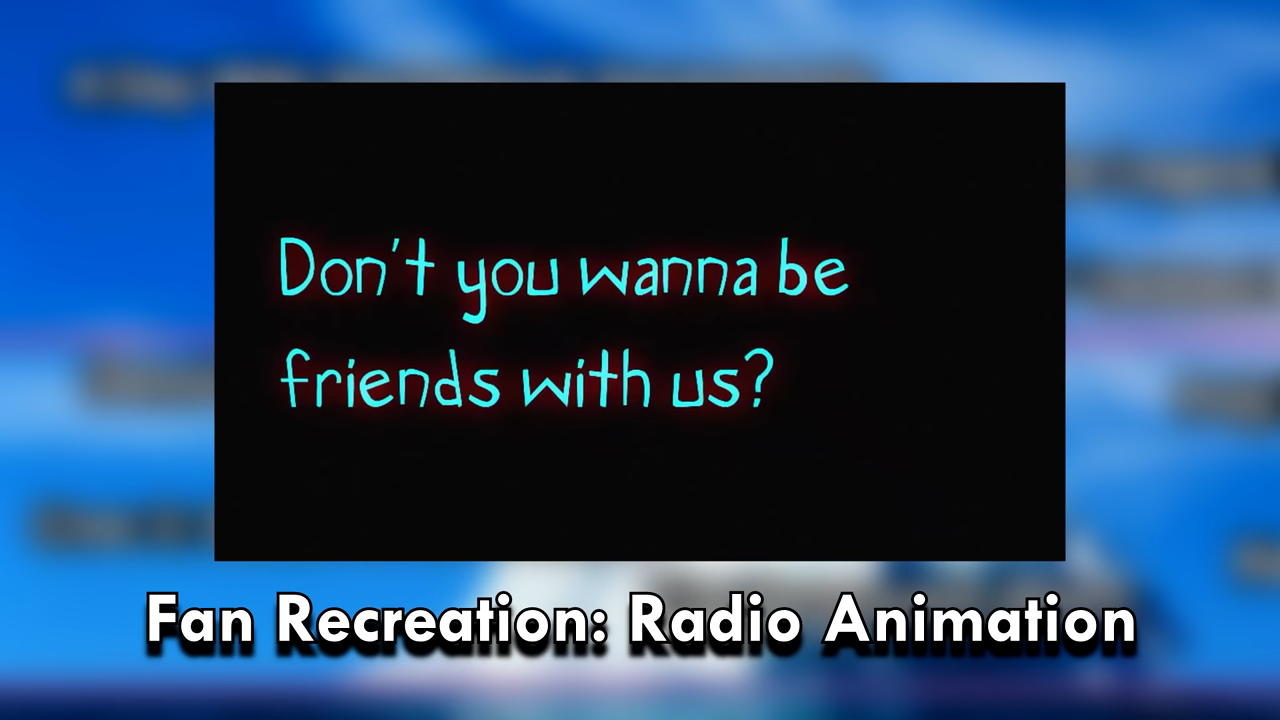 Don't you wanna be
friends with us?
Fan Recreation: Radio Animation